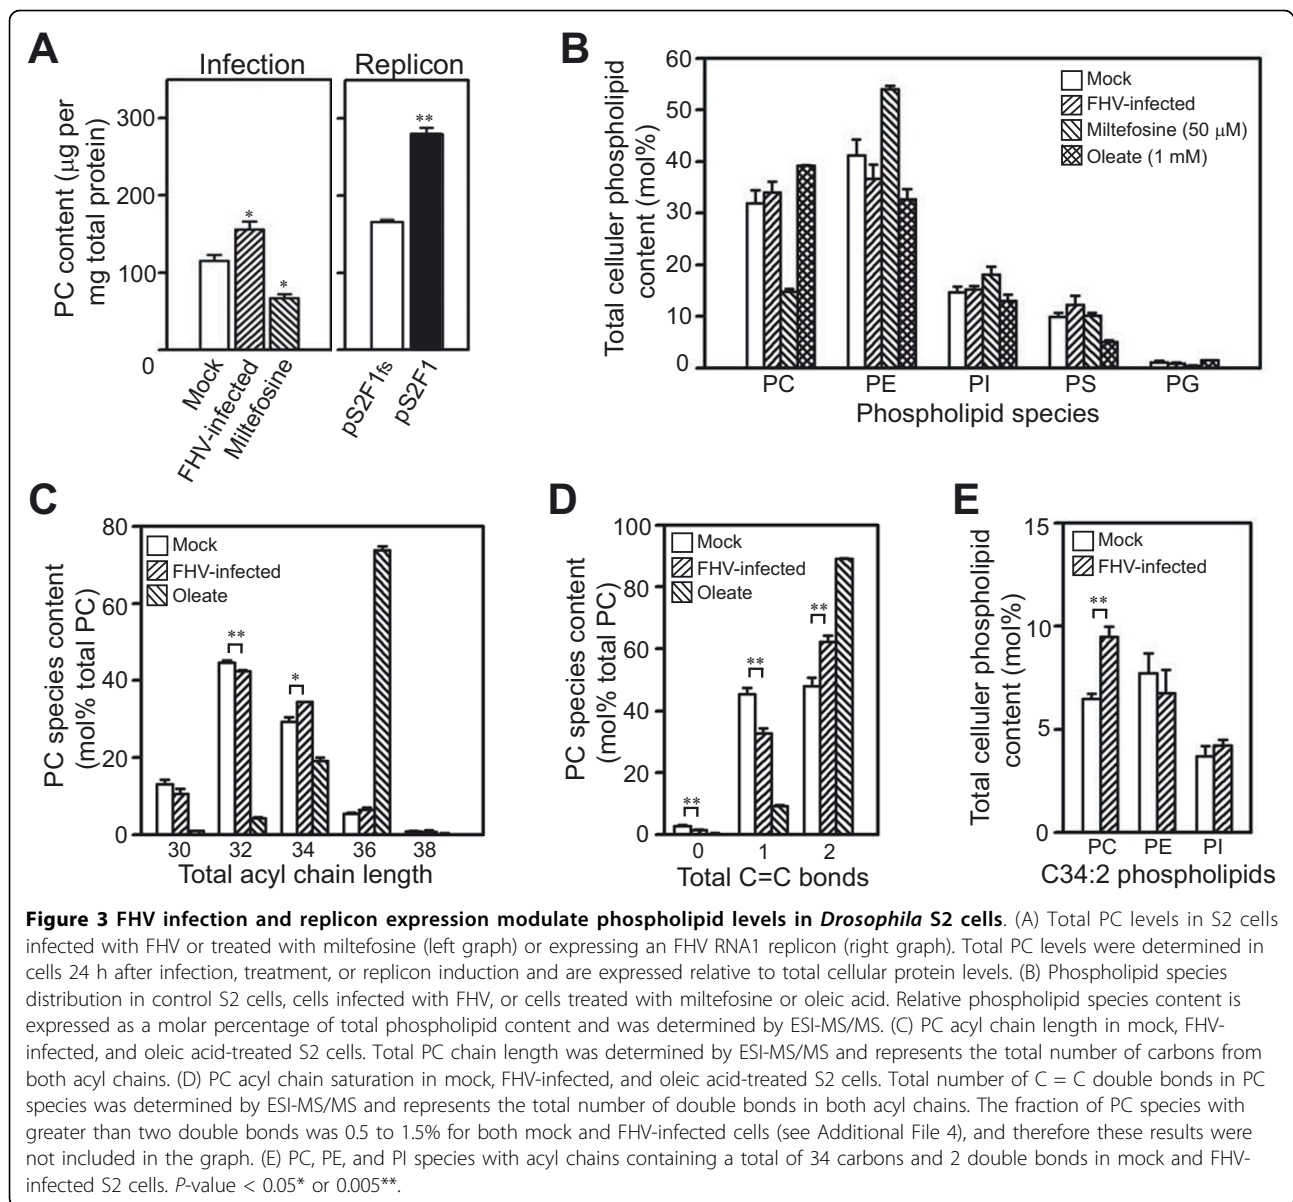 A
Infection
Replicon
PC content (μg per
mg total protein)
300
200
100
0
*
*
**
Mock
FHV-infected
Miltefosine
pS2F1fs
pS2F1
B
Total celluler phospholipid
content (mol%)
60
50
40
30
20
10
0
Mock
FHV-infected
Miltefosine (50 μM)
Oleate (1 mM)
PC PE PI PS PG
Phospholipid species
C
PC species content
(mol% total PC)
80
60
40
20
0
Mock
FHV-infected
Oleate
**
*
30 32 34 36 38
Total acyl chain length
D
PC species content
(mol% total PC)
100
80
60
40
20
0
Mock
FHV-infected
Oleate
**
**
**
0 1 2
Total C=C bonds
E
Total celluler phospholipid
content (mol%)
15
10
5
0
Mock
FHV-infected
**
PC PE PI
C34:2 phospholipids
Figure 3 FHV infection and replicon expression modulate phospholipid levels in Drosophila S2 cells. (A) Total PC levels in S2 cells
infected with FHV or treated with miltefosine (left graph) or expressing an FHV RNA1 replicon (right graph). Total PC levels were determined in
cells 24 h after infection, treatment, or replicon induction and are expressed relative to total cellular protein levels. (B) Phospholipid species
distribution in control S2 cells, cells infected with FHV, or cells treated with miltefosine or oleic acid. Relative phospholipid species content is
expressed as a molar percentage of total phospholipid content and was determined by ESI-MS/MS. (C) PC acyl chain length in mock, FHV-
infected, and oleic acid-treated S2 cells. Total PC chain length was determined by ESI-MS/MS and represents the total number of carbons from
both acyl chains. (D) PC acyl chain saturation in mock, FHV-infected, and oleic acid-treated S2 cells. Total number of C = C double bonds in PC
species was determined by ESI-MS/MS and represents the total number of double bonds in both acyl chains. The fraction of PC species with
greater than two double bonds was 0.5 to 1.5% for both mock and FHV-infected cells (see Additional File 4), and therefore these results were
not included in the graph. (E) PC, PE, and PI species with acyl chains containing a total of 34 carbons and 2 double bonds in mock and FHV-
infected S2 cells. P-value < 0.05* or 0.005**.